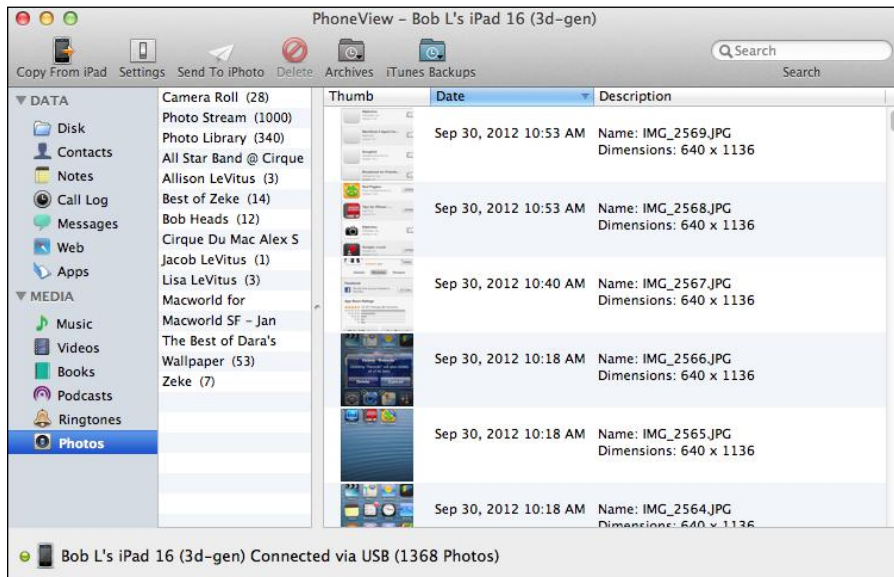 PhoneView – Bob L's iPad 16 (3d-gen)
Copy From iPad Settings Send To iPhoto Delete Archives iTunes Backups
Search
Search
DATA
Disk
Contacts
Notes
Call Log
Messages
Web
Apps
MEDIA
Music
Videos
Books
Podcasts
Ringtones
Photos
Camera Roll (28)
Photo Stream (1000)
Photo Library (340)
All Star Band @ Cirque
Allison LeVitus (3)
Best of Zeke (14)
Bob Heads (12)
Cirque Du Mac Alex S
Jacob LeVitus (1)
Lisa LeVitus (3)
Macworld for
Macworld SF – Jan
The Best of Dara's
Wallpaper (53)
Zeke (7)
Thumb Date Description
Sep 30, 2012 10:53 AM Name: IMG_2569.JPG
Dimensions: 640 x 1136
Sep 30, 2012 10:53 AM Name: IMG_2568.JPG
Dimensions: 640 x 1136
Sep 30, 2012 10:40 AM Name: IMG_2567.JPG
Dimensions: 640 x 1136
Sep 30, 2012 10:18 AM Name: IMG_2566.JPG
Dimensions: 640 x 1136
Sep 30, 2012 10:18 AM Name: IMG_2565.JPG
Dimensions: 640 x 1136
Sep 30, 2012 10:18 AM Name: IMG_2564.JPG
Dimensions: 640 x 1136
Bob L's iPad 16 (3d-gen) Connected via USB (1368 Photos)